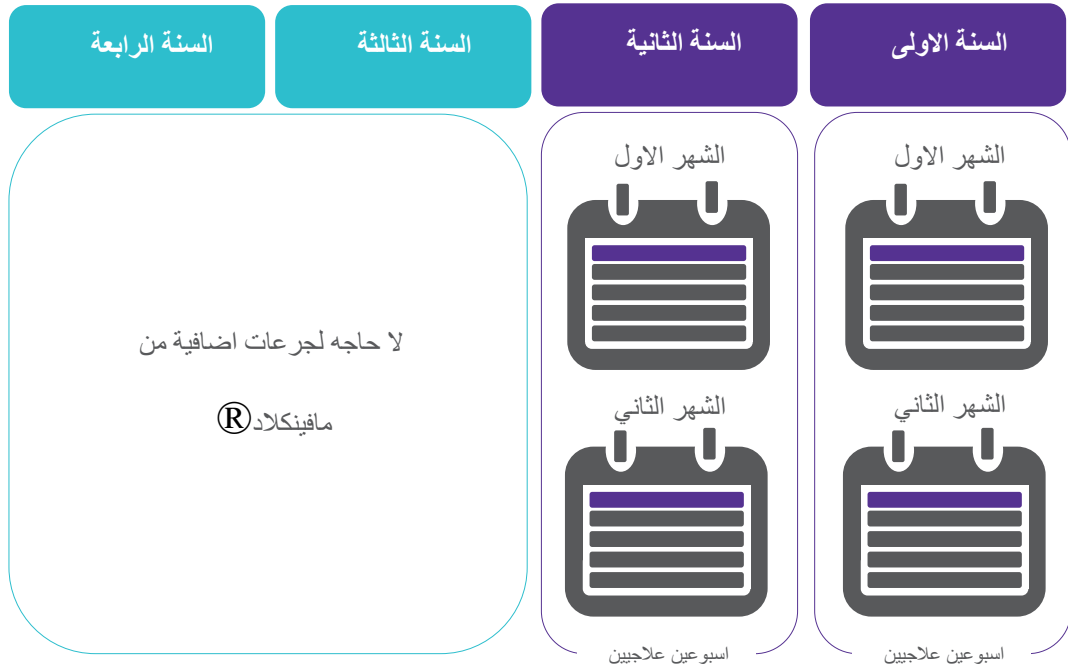 السنة الاولى
السنة الثانية
السنة الثالثة
السنة الرابعة
الشهر الاول
الشهر الثاني
اسبوعين علاجيين
الشهر الاول
الشهر الثاني
اسبوعين علاجيين
لا حاجه لجرعات اضافية من
مافينكلاد®